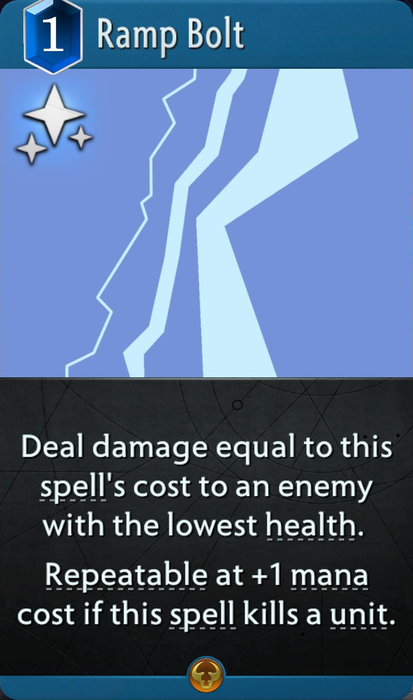 1
Ramp Bolt
Deal damage equal to this
spell's cost to an enemy
with the lowest health.
Repeatable at +1 mana
cost if this spell kills a unit.